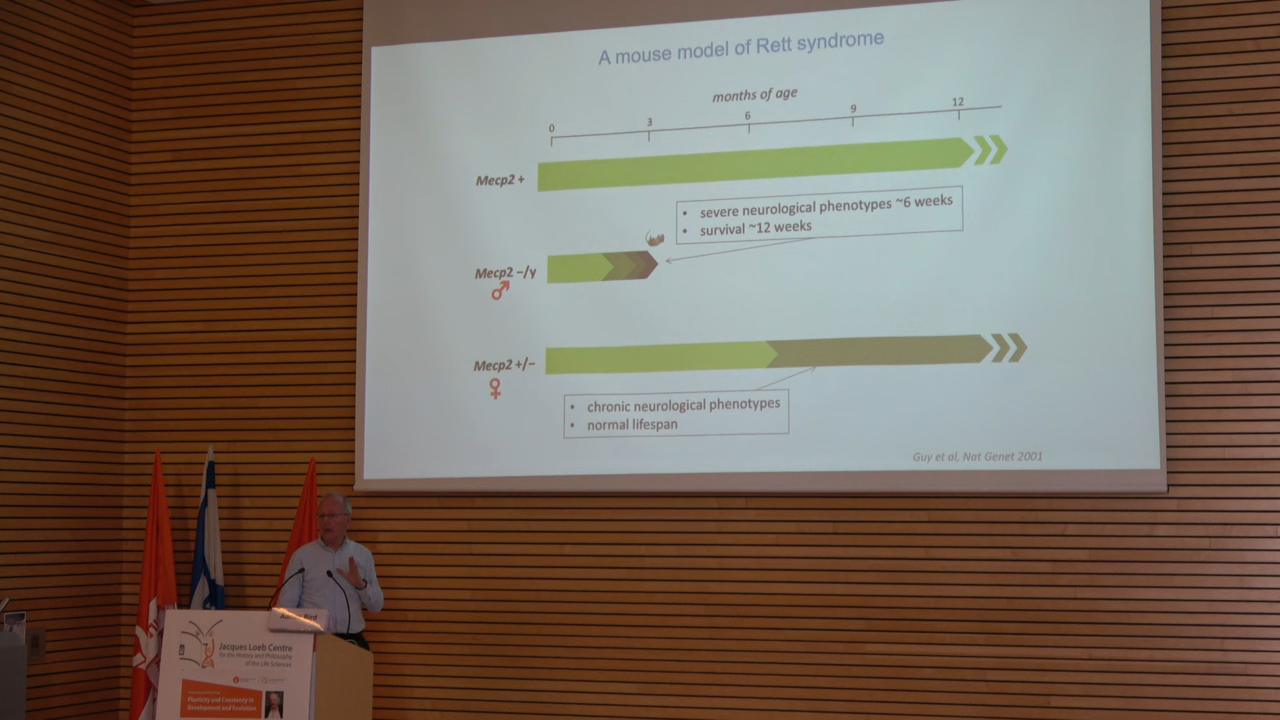 A mouse model of Rett syndrome
months of age
0 3 6 9 12
Mecp2 +
• severe neurological phenotypes ~6 weeks
• survival ~12 weeks
Mecp2 –/y
♂
Mecp2 +/–
♀
• chronic neurological phenotypes
• normal lifespan
Guy et al, Nat Genet 2001
Bird
Jacques Loeb Centre
for the History and Philosophy
of the Life Sciences
Plasticity and Constancy in
Development and Evolution